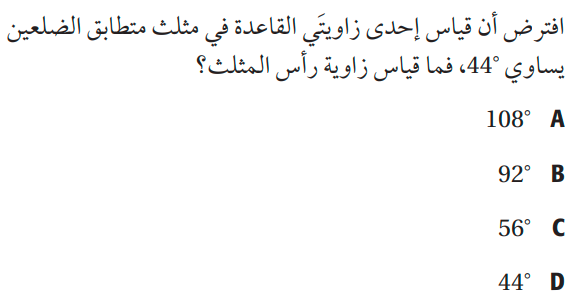 افترض أن قياس إحدى زاويتَي القاعدة في مثلث متطابق الضلعين
يساوي 44°، فما قياس زاوية رأس المثلث؟
A 108°
B 92°
C 56°
D 44°